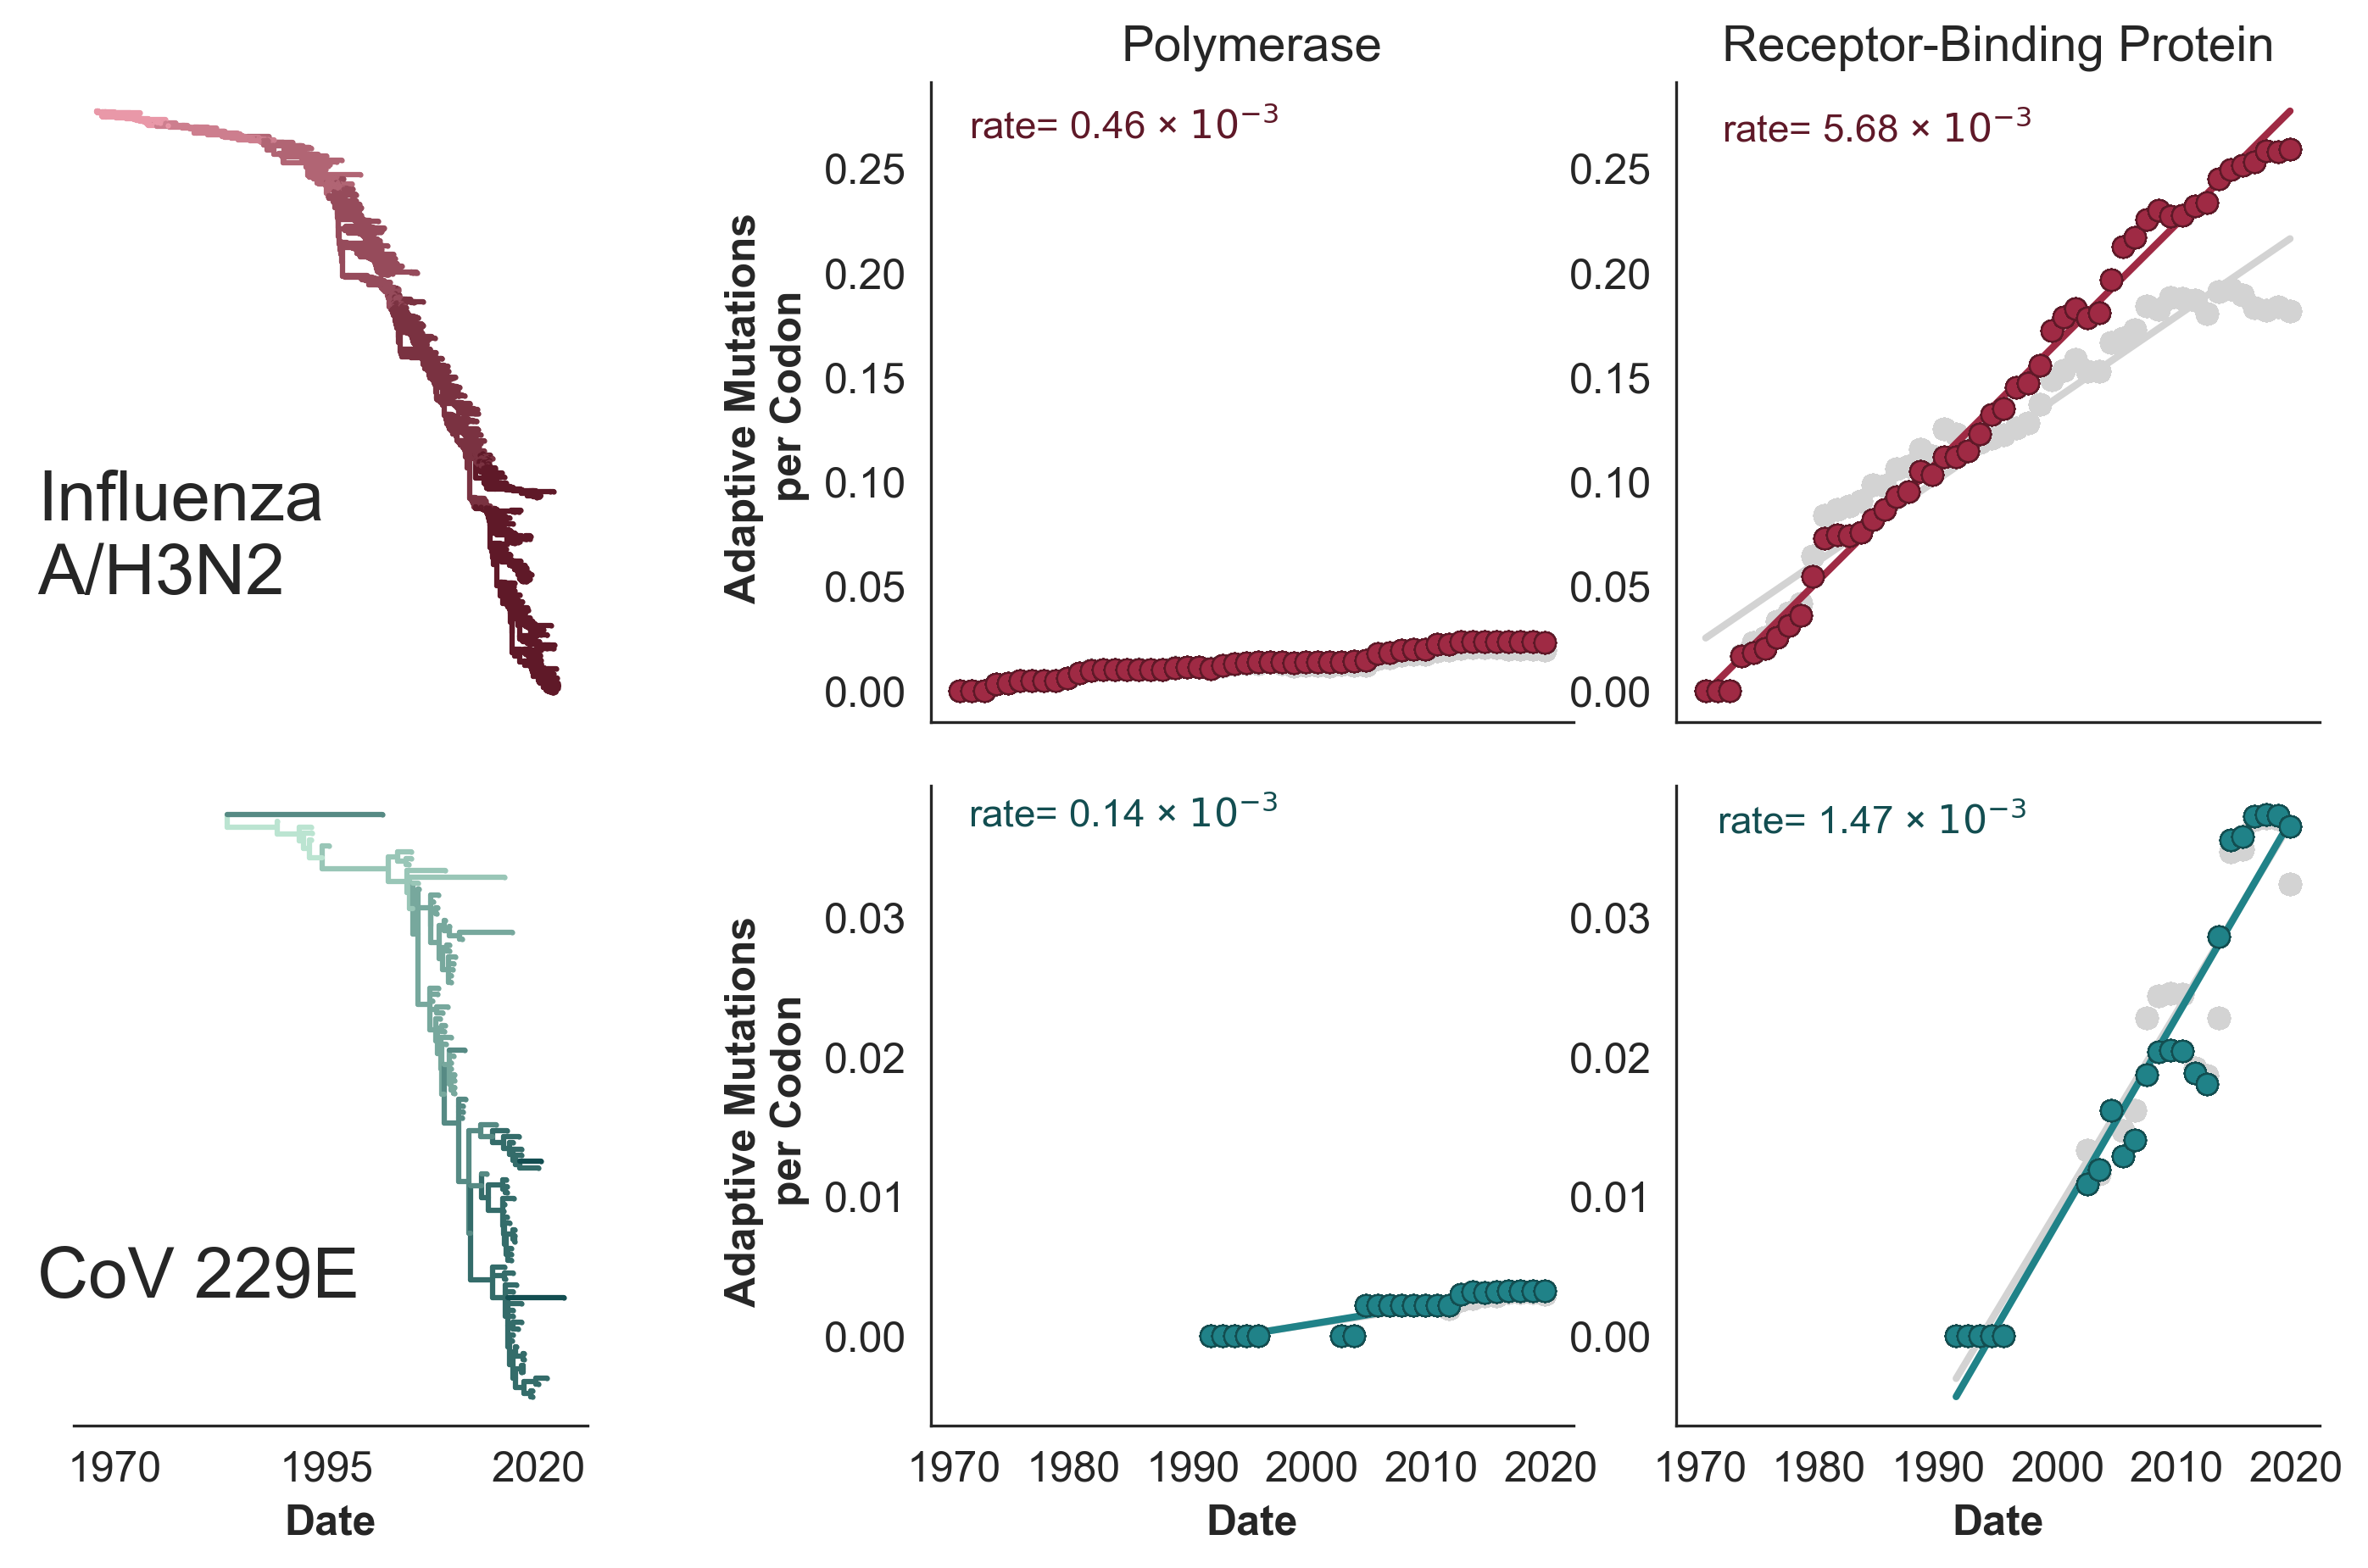 Polymerase
Receptor-Binding Protein
Influenza
A/H3N2
Adaptive Mutations
per Codon
rate= 0.46 × 10⁻³
0.25
0.20
0.15
0.10
0.05
0.00
rate= 5.68 × 10⁻³
0.25
0.20
0.15
0.10
0.05
0.00
CoV 229E
1970 1995 2020
Date
Adaptive Mutations
per Codon
rate= 0.14 × 10⁻³
0.03
0.02
0.01
0.00
1970 1980 1990 2000 2010 2020
Date
rate= 1.47 × 10⁻³
0.03
0.02
0.01
0.00
1970 1980 1990 2000 2010 2020
Date